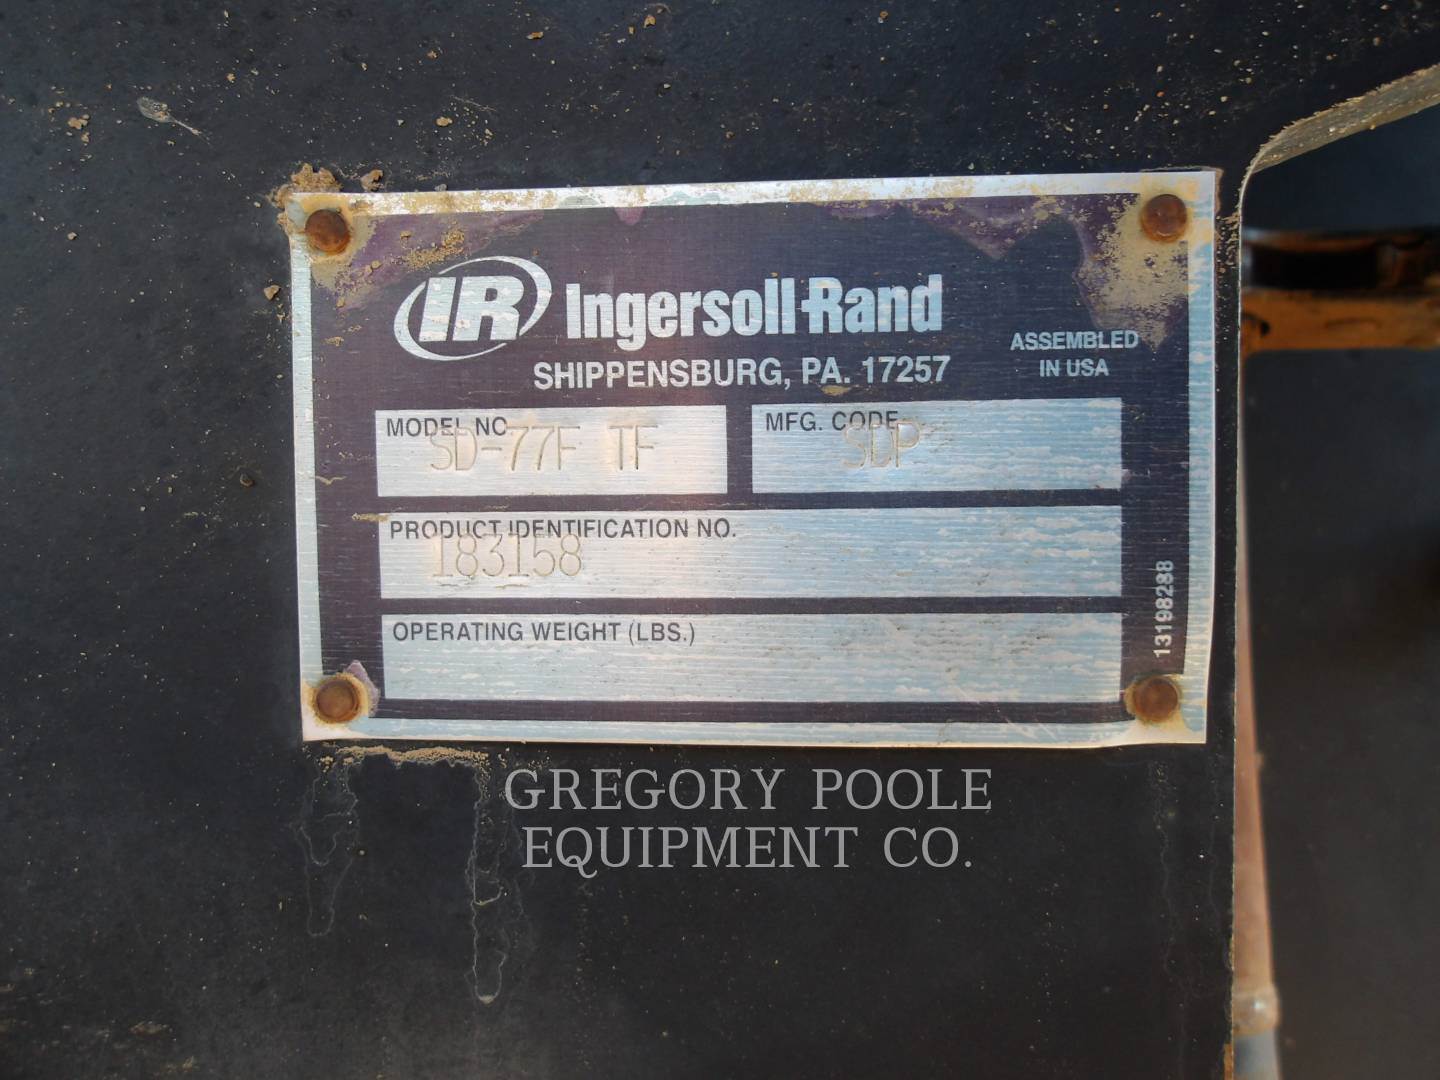 IR Ingersoll-Rand
SHIPPENSBURG, PA. 17257
ASSEMBLED
IN USA
MODEL NO
SD-77F TF
MFG. CODE
SDP
PRODUCT IDENTIFICATION NO.
183158
OPERATING WEIGHT (LBS.)
13198288
GREGORY POOLE
EQUIPMENT CO.